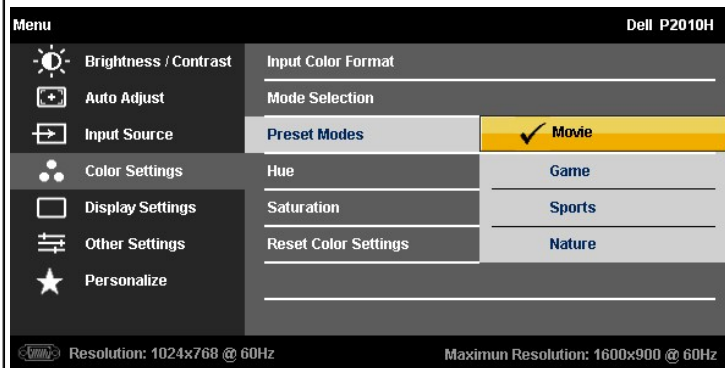 Menu Dell P2010H
Brightness / Contrast Input Color Format
Auto Adjust Mode Selection
Input Source Preset Modes Movie
Color Settings Hue Game
Display Settings Saturation Sports
Other Settings Reset Color Settings Nature
Personalize
Resolution: 1024x768 @ 60Hz Maximun Resolution: 1600x900 @ 60Hz